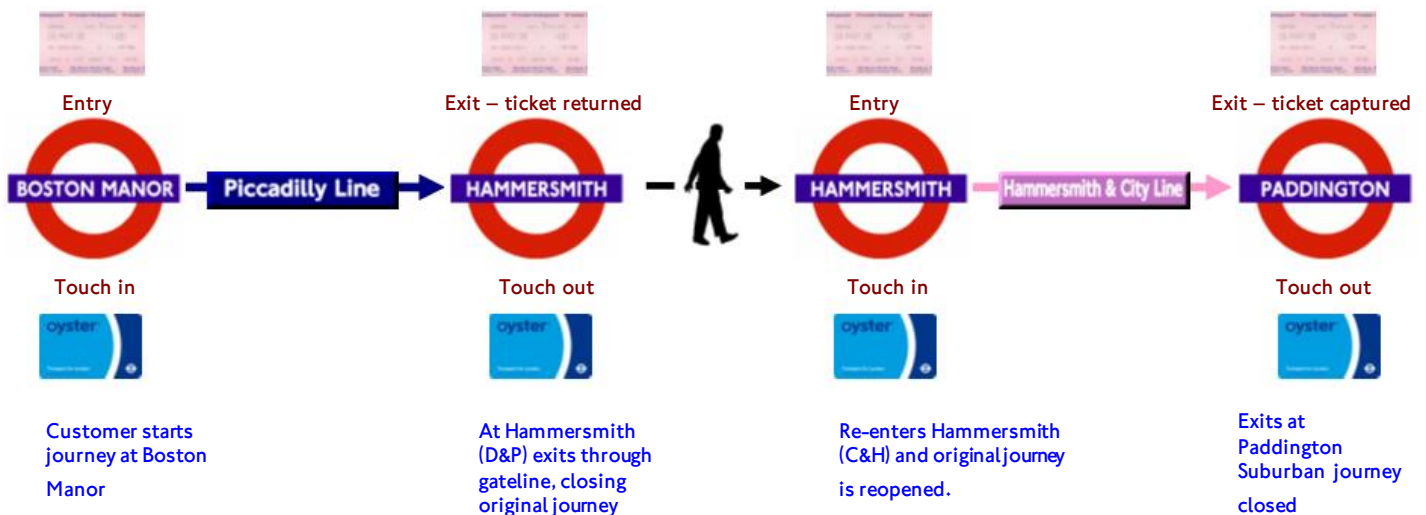 Entry
Exit – ticket returned
Entry
Exit – ticket captured
BOSTON MANOR
Piccadilly Line
HAMMERSMITH
HAMMERSMITH
Hammersmith & City Line
PADDINGTON
Touch in
Touch out
Touch in
Touch out
oyster
oyster
oyster
oyster
Customer starts
journey at Boston
Manor
At Hammersmith
(D&P) exits through
gateline, closing
original journey
Re-enters Hammersmith
(C&H) and original journey
is reopened.
Exits at
Paddington
Suburban journey
closed